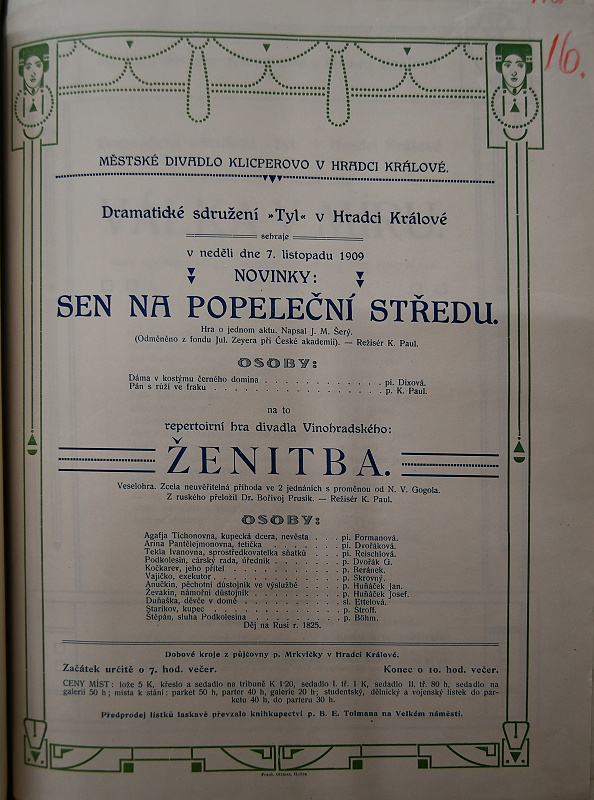 16.
MĚSTSKÉ DIVADLO KLICPEROVO V HRADCI KRÁLOVÉ.
Dramatické sdružení »Tyl« v Hradci Králové
sehraje
v neděli dne 7. listopadu 1909
NOVINKY:
SEN NA POPELEČNÍ STŘEDU.
Hra o jednom aktu. Napsal J. M. Šerý.
(Odměněno z fondu Jul. Zeyera při České akademii). — Režisér K. Paul.
OSOBY:
Dáma v kostýmu černého domina . . . . . . . . . . . . . pí. Dixová.
Pán s růží ve fraku . . . . . . . . . . . . . . . . . . p. K. Paul.
na to
repertoirní hra divadla Vinohradského:
ŽENITBA.
Veselohra. Zcela neuvěřitelná příhoda ve 2 jednáních s proměnou od N. V. Gogola.
Z ruského přeložil Dr. Bořivoj Prusík. — Režisér K. Paul.
OSOBY:
Agafja Tichonovna, kupecká dcera, nevěsta . . . pí. Formanová.
Arina Pantělejmonovna, tetička . . . . . . . pí. Dvořáková.
Tekla Ivanovna, sprostředkovatelka sňatků . . pí. Reischlová.
Podkolesin, cársky rada, úředník . . . . . . . p. Dvořák G.
Kočkarev, jeho přítel . . . . . . . . . . . . p. Beránek.
Vajíčko, exekutor . . . . . . . . . . . . . . p. Skrovný.
Anučkin, pěchotní důstojník ve výslužbě . . . . p. Huňáček Jan.
Ževakin, námořní důstojník . . . . . . . . . . p. Huňáček Josef.
Duňaška, děvče v domě . . . . . . . . . . . . sl. Ettelová.
Starikov, kupec . . . . . . . . . . . . . . . p. Stroff.
Štěpán, sluha Podkolesina . . . . . . . . . . p. Böhm.
Děj na Rusi r. 1825.
Dobové kroje z půjčovny p. Mrkvičky v Hradci Králové.
Začátek určitě o 7. hod. večer. Konec o 10. hod. večer.
CENY MÍST: lože 5 K, křeslo a sedadlo na tribuně K 1·20, sedadlo I. tř. 1 K, sedadlo II. tř. 80 h, sedadlo na
galerii 50 h; místa k stání: parket 50 h, parter 40 h, galerie 20 h; studentský, dělnický a vojenský lístek do par-
ketu 40 h, do parteru 30 h.
Předprodej lístků laskavě převzalo knihkupectví p. B. E. Tolmana na Velkém náměstí.